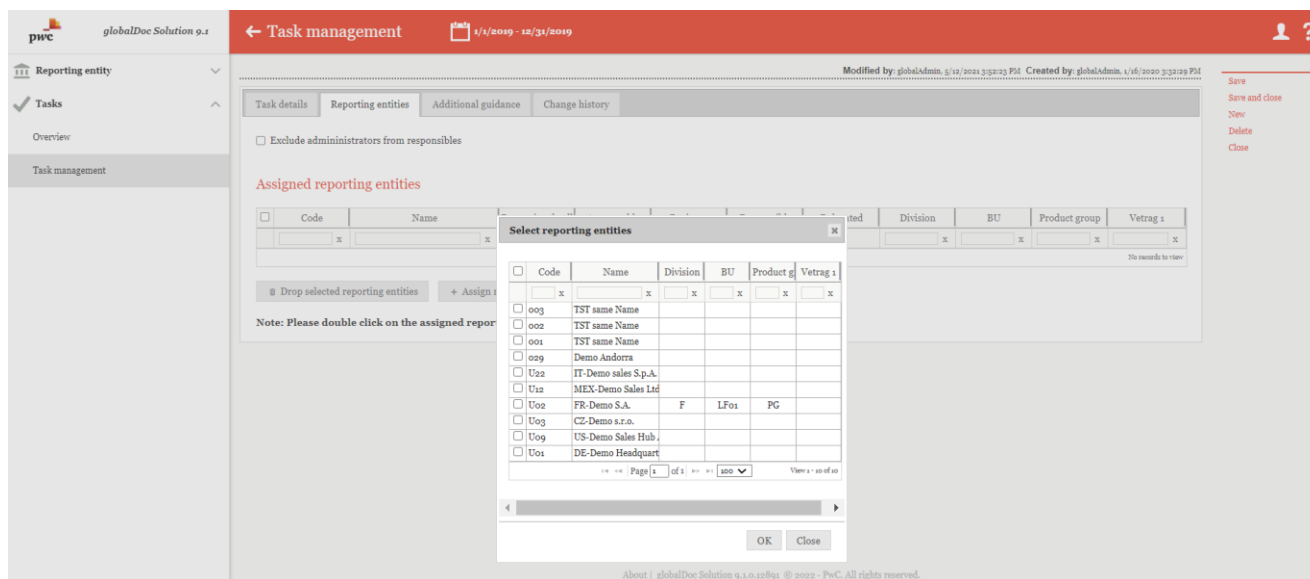 pwc
globalDoc Solution 9.1
← Task management
1/1/2019 - 12/31/2019
?
Reporting entity
Tasks
Overview
Task management
Modified by: globalAdmin, 5/12/2021 3:52:23 PM Created by: globalAdmin, 1/16/2020 3:32:29 PM
Save
Save and close
New
Delete
Close
Task details Reporting entities Additional guidance Change history
Exclude admininistrators from responsibles
Assigned reporting entities
Code Name Division BU Product group Vetrag 1
x x x x x x
No records to view
Drop selected reporting entities + Assign
Note: Please double click on the assigned
Select reporting entities x
Code Name Division BU Product g Vetrag 1
x x x x x x
003 TST same Name
002 TST same Name
001 TST same Name
029 Demo Andorra
U22 IT-Demo sales S.p.A.
U12 MEX-Demo Sales Ltd
U02 FR-Demo S.A. F LF01 PG
U03 CZ-Demo s.r.o.
U09 US-Demo Sales Hub
U01 DE-Demo Headquart
Page 1 of 1 100 View 1 - 10 of 10
OK Close
About | globalDoc Solution 9.1.0.12891 © 2022 - PwC. All rights reserved.